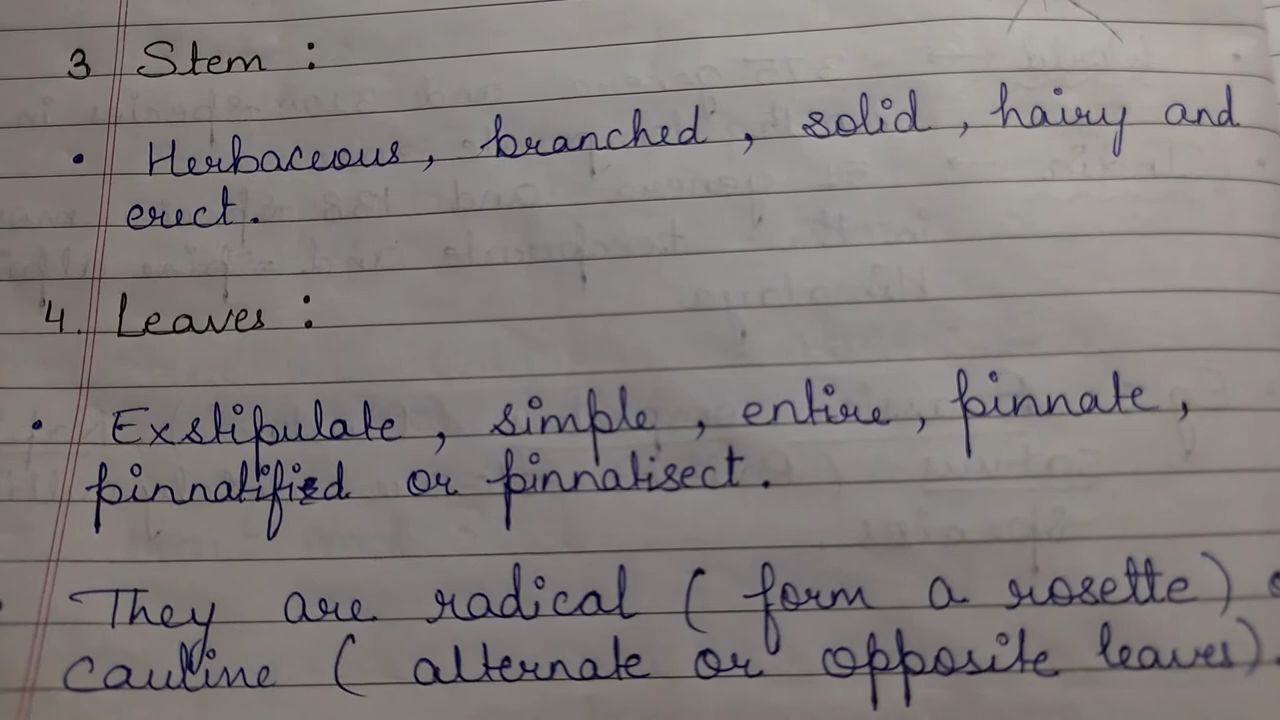 3 Stem :
• Herbaceous, branched, solid, hairy and
erect.
4. Leaves :
• Exstipulate, simple, entire, pinnate,
pinnatified or pinnatisect.
They are radical ( form a rosette)
cauline ( alternate or opposite leaves).